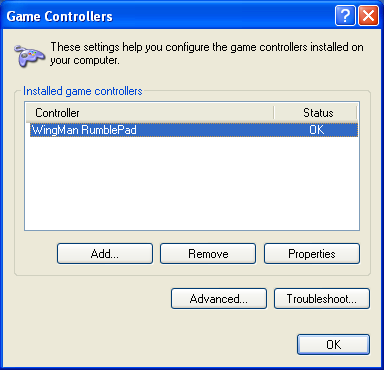 Game Controllers
These settings help you configure the game controllers installed on
your computer.
Installed game controllers
Controller Status
WingMan RumblePad OK
Add... Remove Properties
Advanced... Troubleshoot...
OK